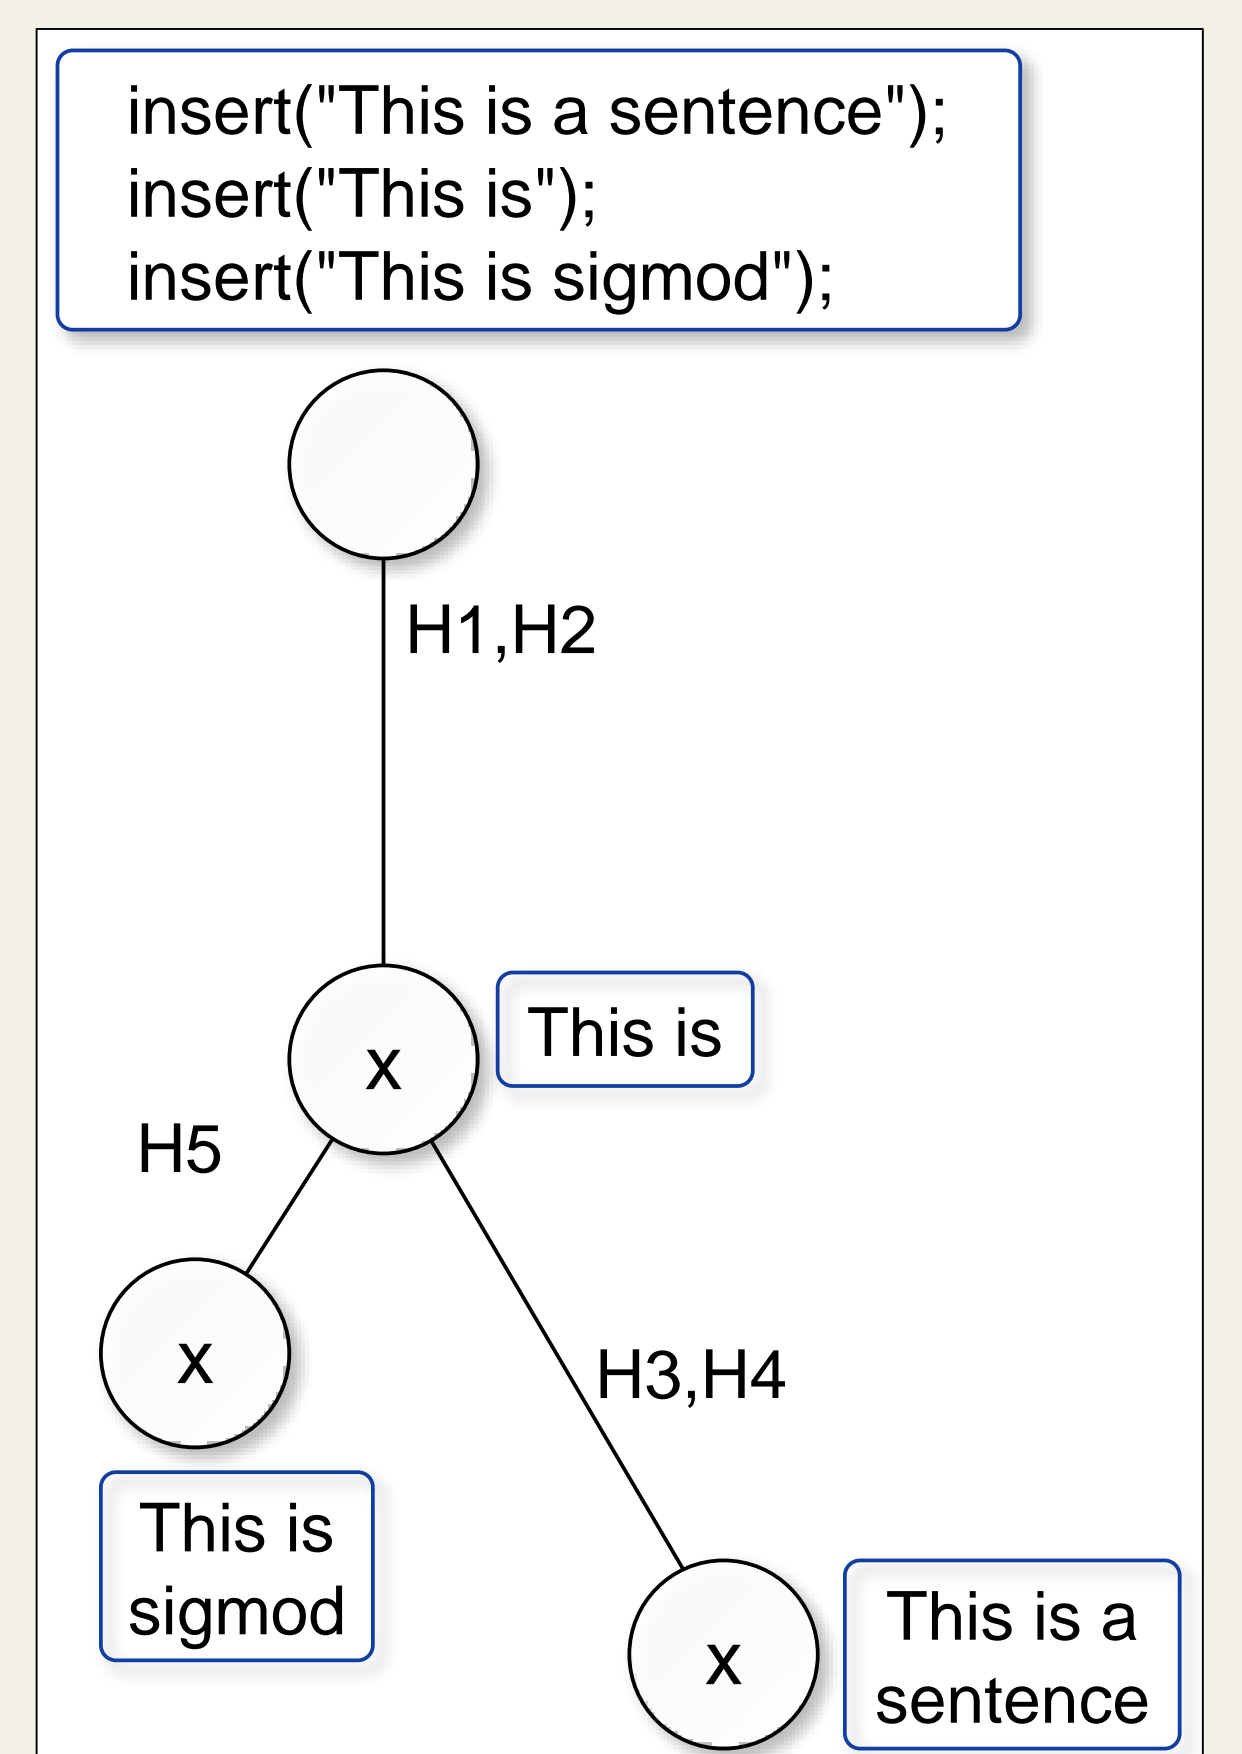 insert("This is a sentence");
insert("This is");
insert("This is sigmod");
H1,H2
x
This is
H5
x
H3,H4
This is
sigmod
x
This is a
sentence